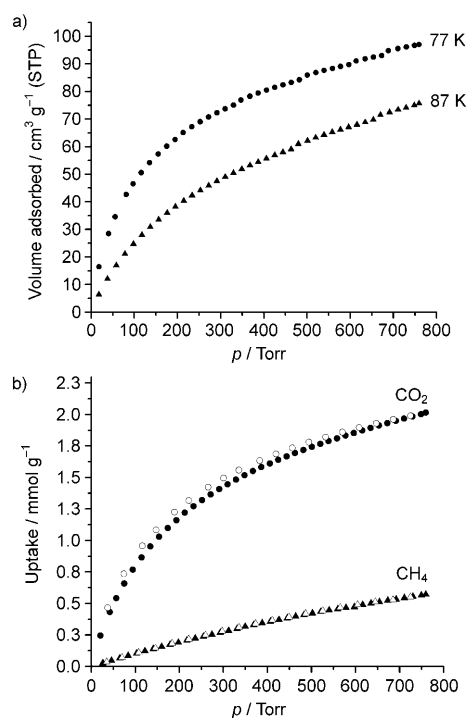 a)
Volume adsorbed / cm³ g⁻¹ (STP)
100
90
80
70
60
50
40
30
20
10
0
77 K
87 K
0 100 200 300 400 500 600 700 800
p / Torr
b)
Uptake / mmol g⁻¹
2.3
2.0
1.8
1.5
1.3
1.0
0.8
0.5
0.3
0.0
CO₂
CH₄
0 100 200 300 400 500 600 700 800
p / Torr